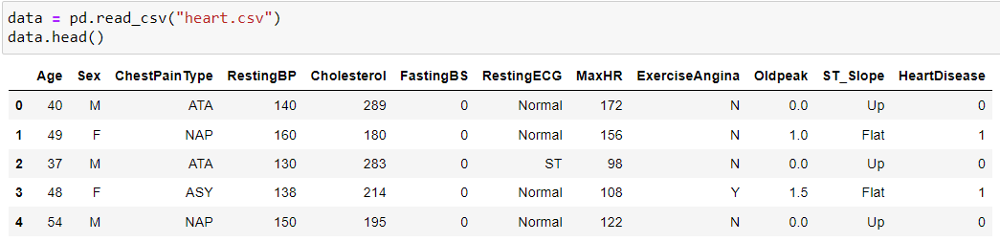 data = pd.read_csv("heart.csv")
data.head()
Age Sex ChestPainType RestingBP Cholesterol FastingBS RestingECG MaxHR ExerciseAngina Oldpeak ST_Slope HeartDisease
0 40 M ATA 140 289 0 Normal 172 N 0.0 Up 0
1 49 F NAP 160 180 0 Normal 156 N 1.0 Flat 1
2 37 M ATA 130 283 0 ST 98 N 0.0 Up 0
3 48 F ASY 138 214 0 Normal 108 Y 1.5 Flat 1
4 54 M NAP 150 195 0 Normal 122 N 0.0 Up 0